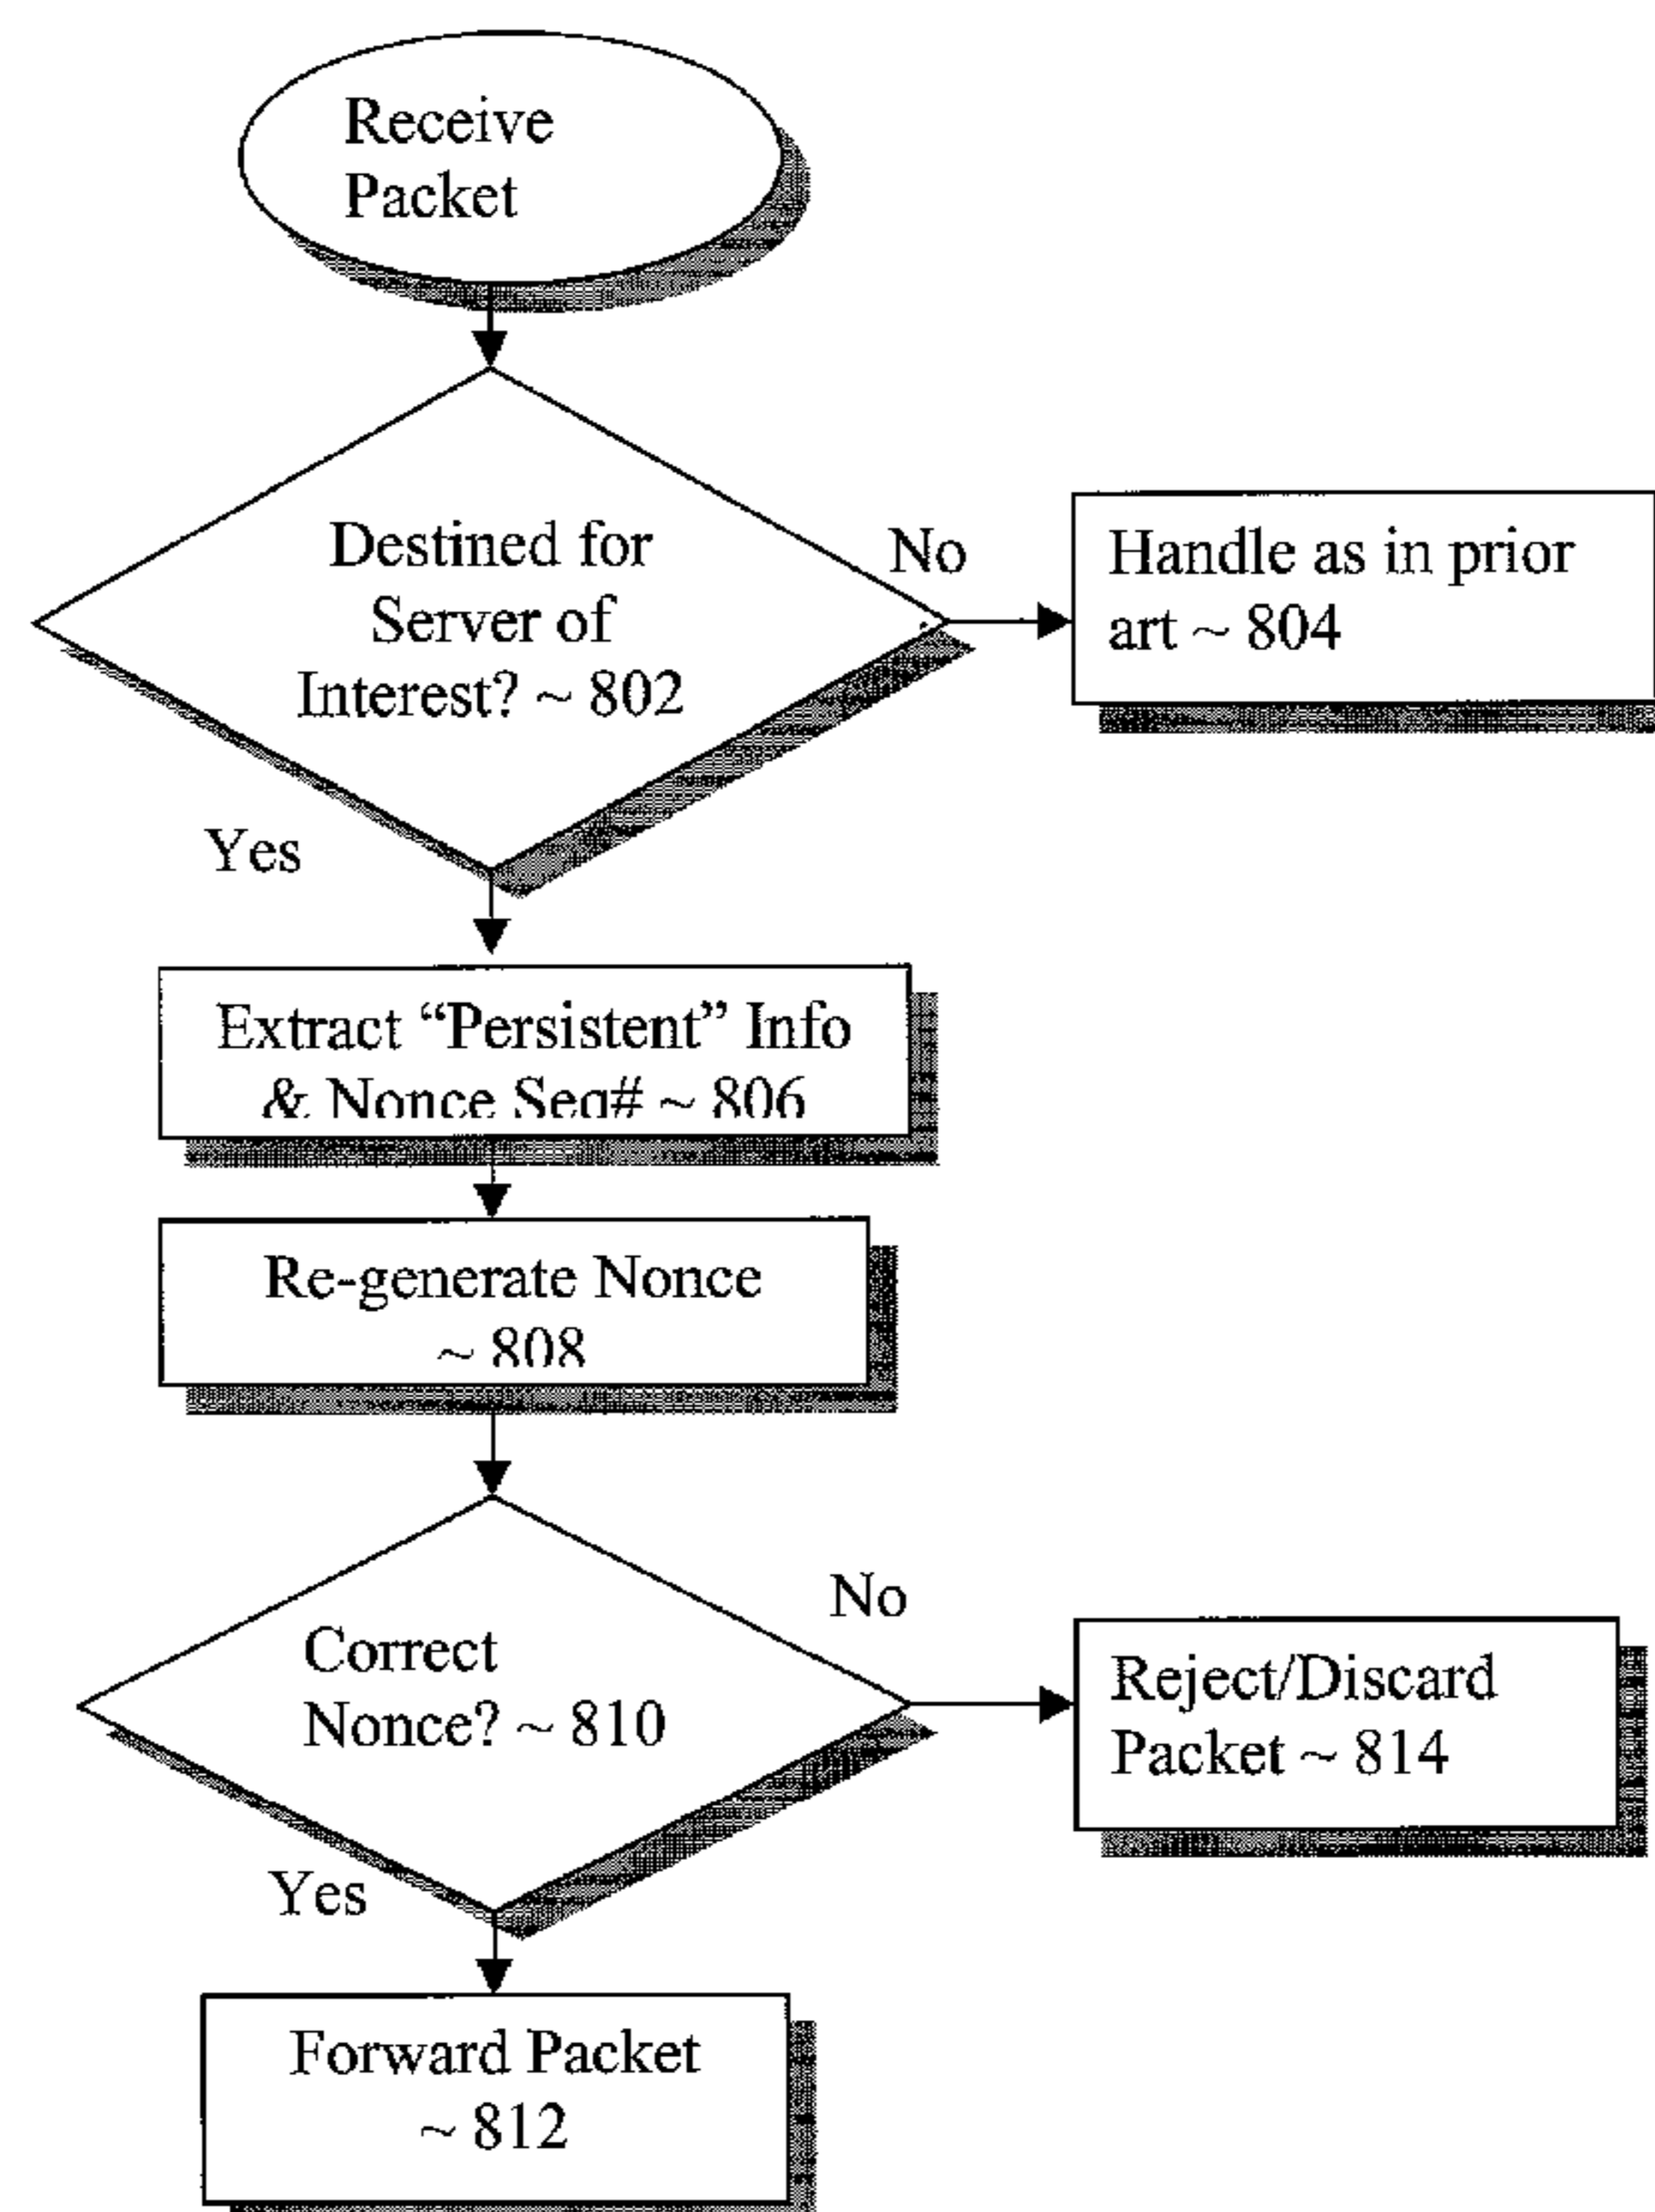 Receive
Packet
Destined for
Server of
Interest? ~ 802
No
Handle as in prior
art ~ 804
Yes
Extract “Persistent” Info
& Nonce Seq# ~ 806
Re-generate Nonce
~ 808
Correct
Nonce? ~ 810
No
Reject/Discard
Packet ~ 814
Yes
Forward Packet
~ 812